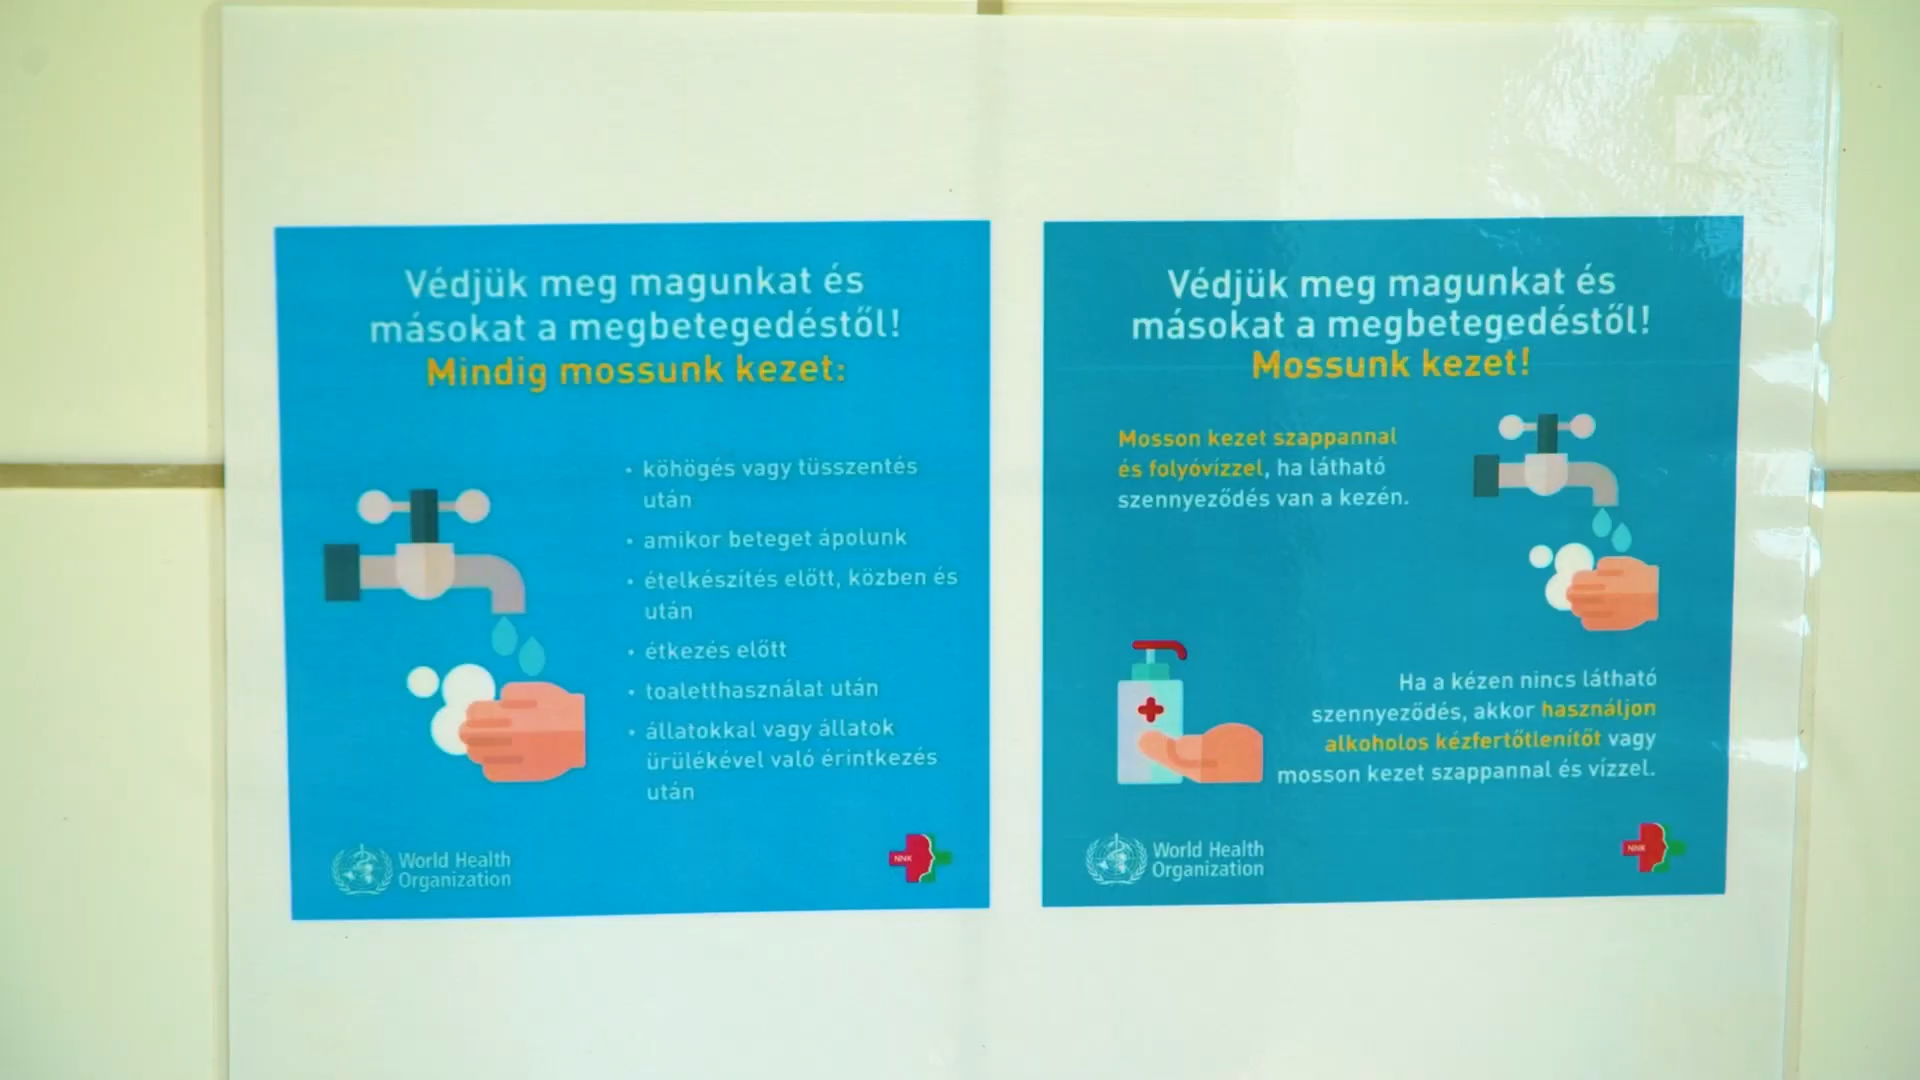 Védjük meg magunkat és
másokat a megbetegedéstől!
Mindig mossunk kezet:
• köhögés vagy tüsszentés
után
• amikor beteget ápolunk
• ételkészítés előtt, közben és
után
• étkezés előtt
• toaletthasználat után
• állatokkal vagy állatok
ürülékével való érintkezés
után
World Health
Organization
NNK
Védjük meg magunkat és
másokat a megbetegedéstől!
Mossunk kezet!
Mosson kezet szappannal
és folyóvízzel, ha látható
szennyeződés van a kezén.
Ha a kézen nincs látható
szennyeződés, akkor használjon
alkoholos kézfertőtlenítőt vagy
mosson kezet szappannal és vízzel.
World Health
Organization
NNK